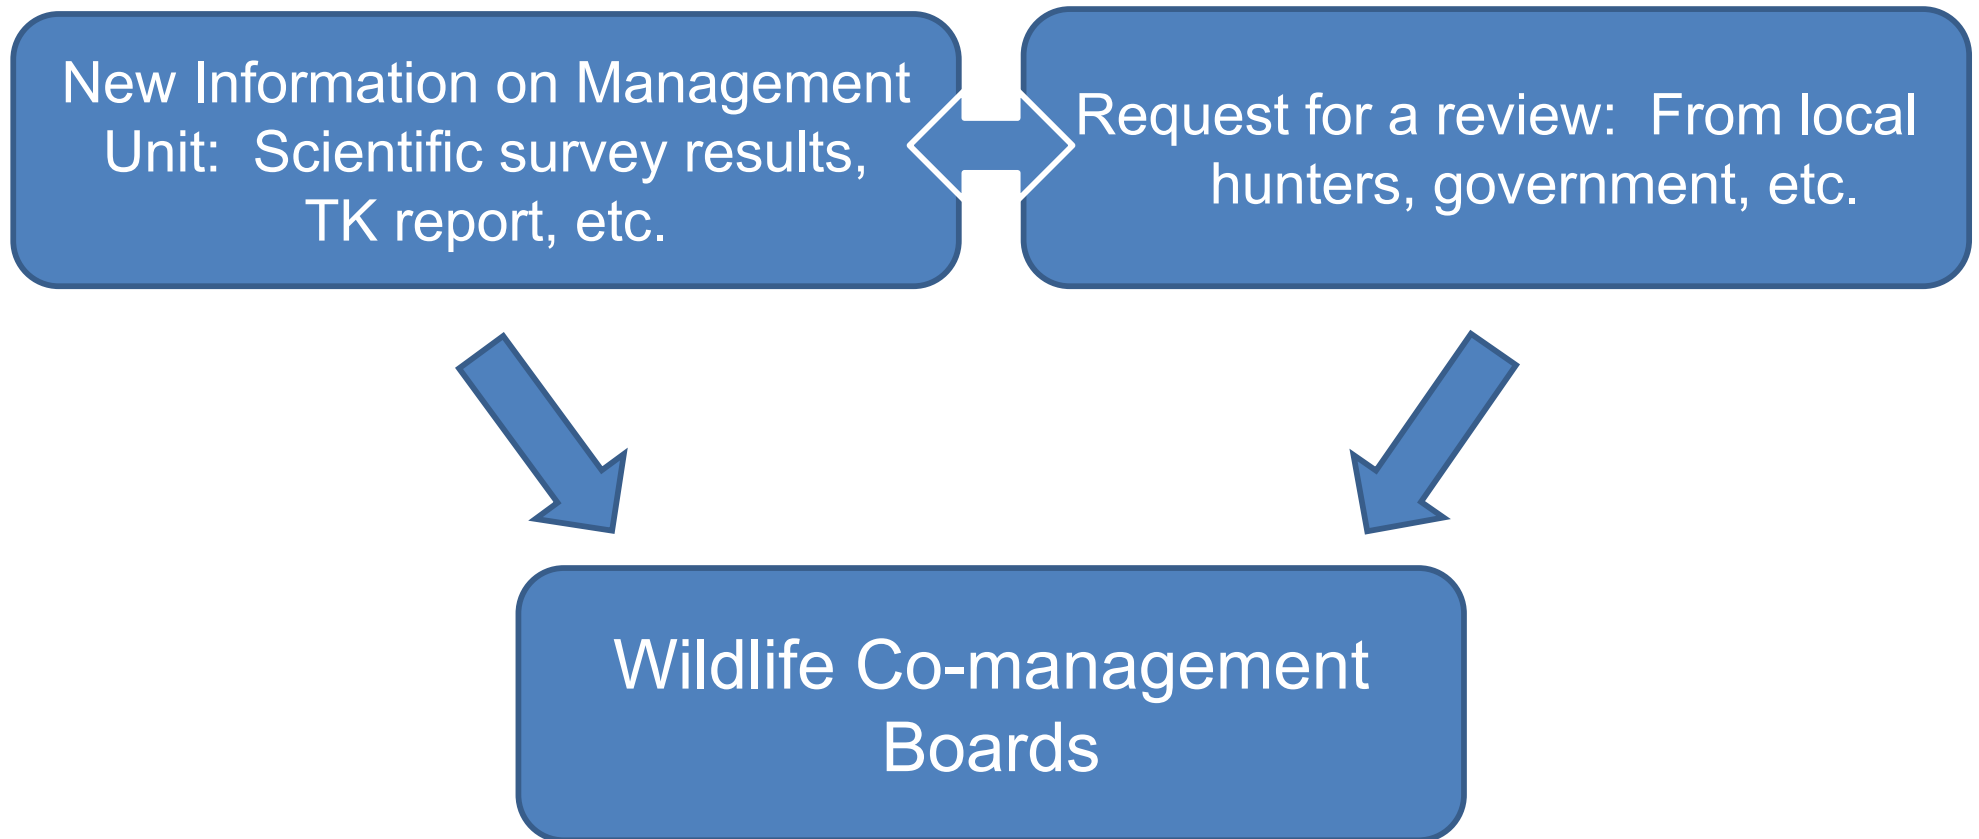 New Information on Management
Unit:  Scientific survey results,
TK report, etc.
Request for a review:  From local
hunters, government, etc.
Wildlife Co-management
Boards